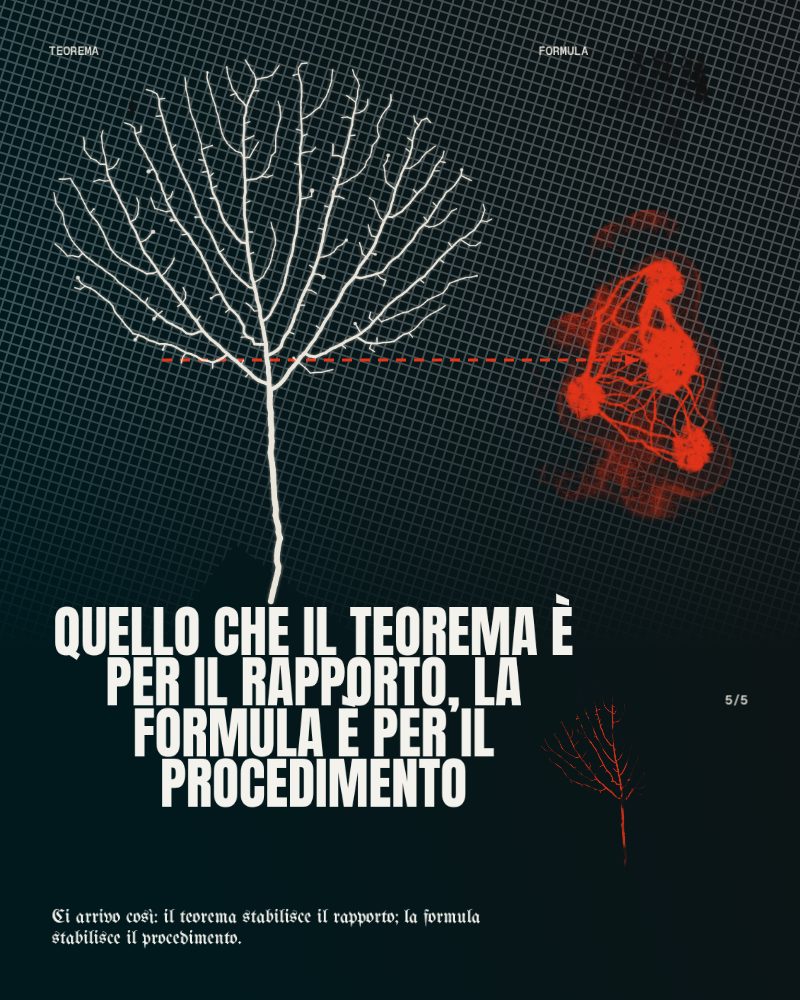 TEOREMA
FORMULA
QUELLO CHE IL TEOREMA È
PER IL RAPPORTO, LA
FORMULA È PER IL
PROCEDIMENTO
5/5
Ci arrivo così: il teorema stabilisce il rapporto; la formula
stabilisce il procedimento.